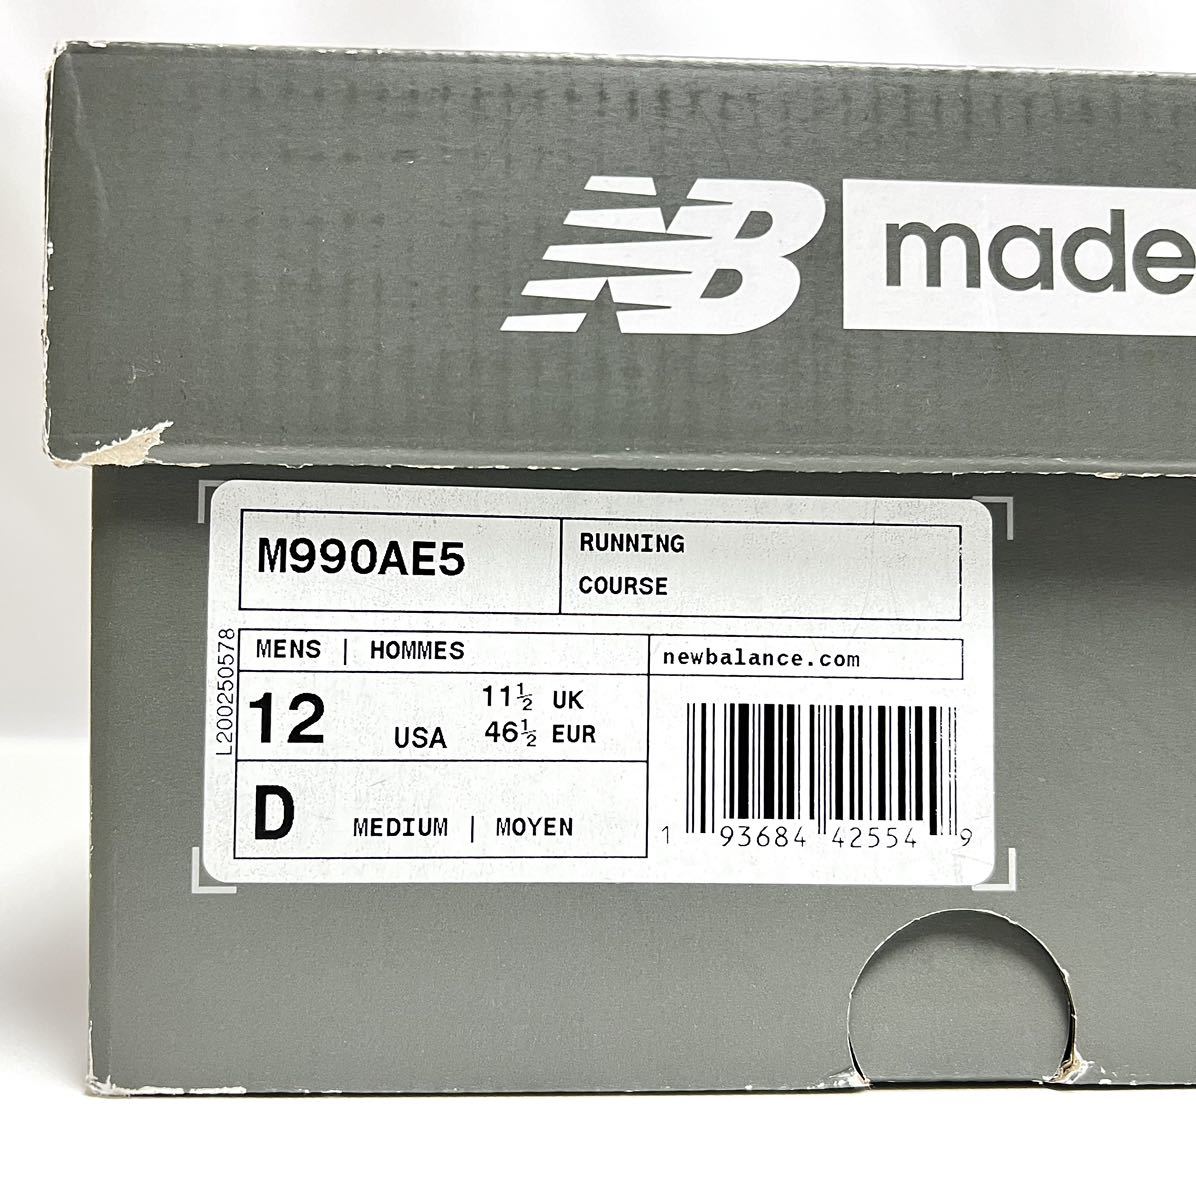 NB made
M990AE5
RUNNING
COURSE
MENS | HOMMES
newbalance.com
12 USA
11½ UK
46½ EUR
D MEDIUM | MOYEN
L200250578
1 93684 42554 9